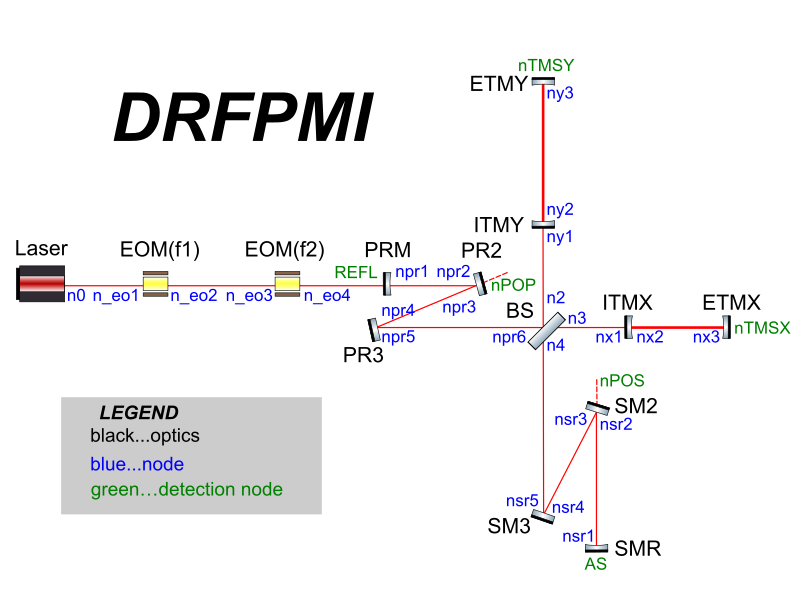 nTMSY
ETMY
ny3
DRFPMI
ny2
ITMY
ny1
Laser
EOM(f1)
EOM(f2)
PRM
PR2
REFL
npr1
npr2
nPOP
n0
n_eo1
n_eo2
n_eo3
n_eo4
npr3
npr4
BS
n2
n3
ITMX
ETMX
nTMSX
npr5
npr6
n4
nx1
nx2
nx3
PR3
nPOS
LEGEND
black...optics
blue...node
green…detection node
SM2
nsr3
nsr2
nsr5
nsr4
SM3
nsr1
SMR
AS